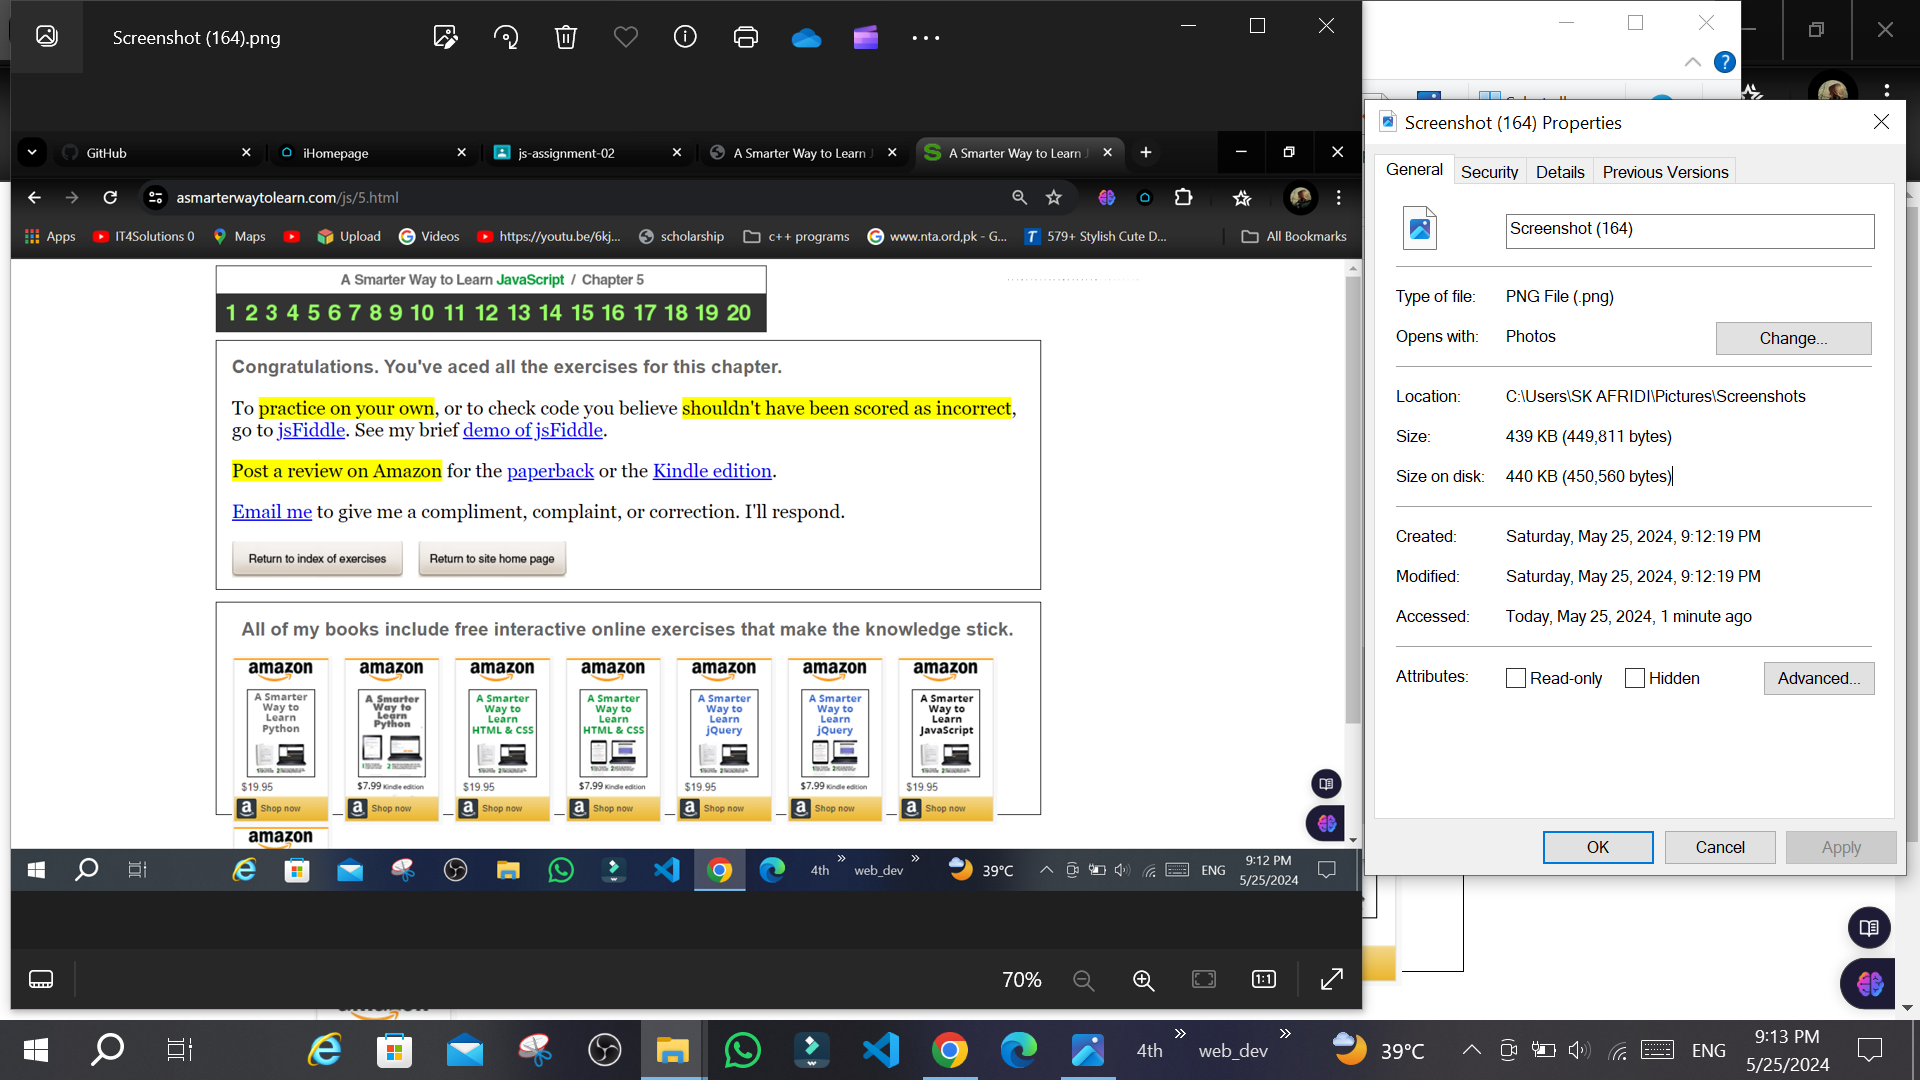 Screenshot (164).png
GitHub
iHomepage
js-assignment-02
A Smarter Way to Learn J
A Smarter Way to Learn J
asmarterwaytolearn.com/js/5.html
Apps
IT4Solutions 0
Maps
Upload
Videos
https://youtu.be/6kj...
scholarship
c++ programs
www.nta.ord,pk - G...
579+ Stylish Cute D...
All Bookmarks
A Smarter Way to Learn JavaScript / Chapter 5
1 2 3 4 5 6 7 8 9 10 11 12 13 14 15 16 17 18 19 20
Congratulations. You've aced all the exercises for this chapter.
To practice on your own, or to check code you believe shouldn't have been scored as incorrect,
go to jsFiddle. See my brief demo of jsFiddle.
Post a review on Amazon for the paperback or the Kindle edition.
Email me to give me a compliment, complaint, or correction. I'll respond.
Return to index of exercises
Return to site home page
All of my books include free interactive online exercises that make the knowledge stick.
amazon
A Smarter
Way to
Learn
Python
$19.95
Shop now
amazon
A Smarter
Way to
Learn
Python
$7.99 Kindle edition
Shop now
amazon
A Smarter
Way to
Learn
HTML & CSS
$19.95
Shop now
amazon
A Smarter
Way to
Learn
HTML & CSS
$7.99 Kindle edition
Shop now
amazon
A Smarter
Way to
Learn
jQuery
$19.95
Shop now
amazon
A Smarter
Way to
Learn
jQuery
$7.99 Kindle edition
Shop now
amazon
A Smarter
Way to
Learn
JavaScript
$19.95
Shop now
amazon
4th
web_dev
39°C
ENG
9:12 PM
5/25/2024
70%
1:1
Screenshot (164) Properties
General
Security
Details
Previous Versions
Screenshot (164)
Type of file: PNG File (.png)
Opens with: Photos
Change...
Location: C:\Users\SK AFRIDI\Pictures\Screenshots
Size: 439 KB (449,811 bytes)
Size on disk: 440 KB (450,560 bytes)
Created: Saturday, May 25, 2024, 9:12:19 PM
Modified: Saturday, May 25, 2024, 9:12:19 PM
Accessed: Today, May 25, 2024, 1 minute ago
Attributes:
Read-only
Hidden
Advanced...
OK
Cancel
Apply
4th
web_dev
39°C
ENG
9:13 PM
5/25/2024